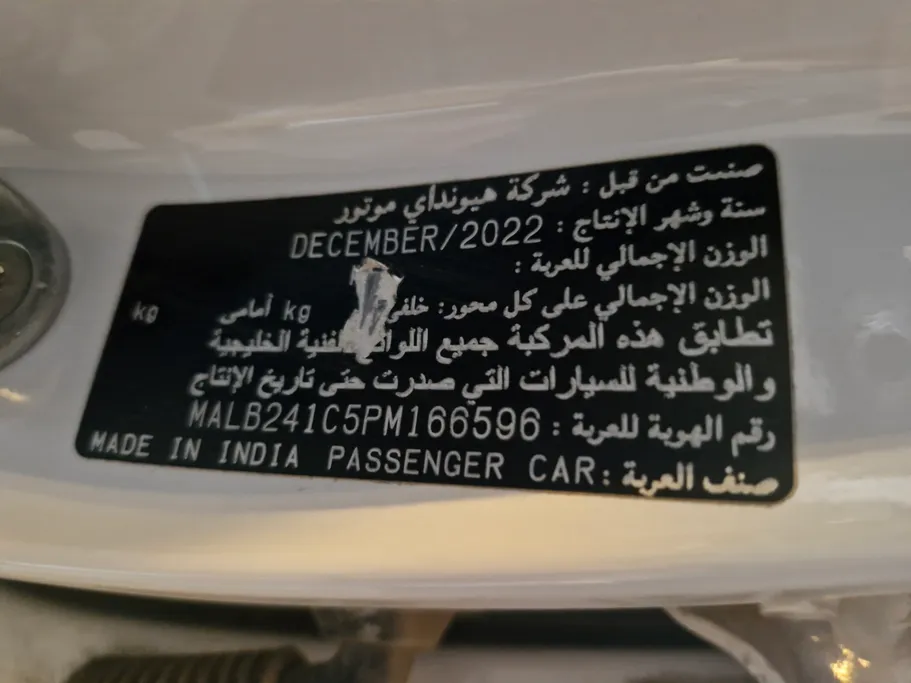 صنعت من قبل : شركة هيونداي موتور
سنة وشهر الإنتاج : DECEMBER/2022
الوزن الإجمالي للعربة :
الوزن الإجمالي على كل محور: خلفي kg أمامى kg
تطابق هذه المركبة جميع الفنية الخليجية
والوطنية للسيارات التي صدرت حتى تاريخ الإنتاج
رقم الهوية للعربة : MALB241C5PM166596
صنف العربة : PASSENGER CAR MADE IN INDIA